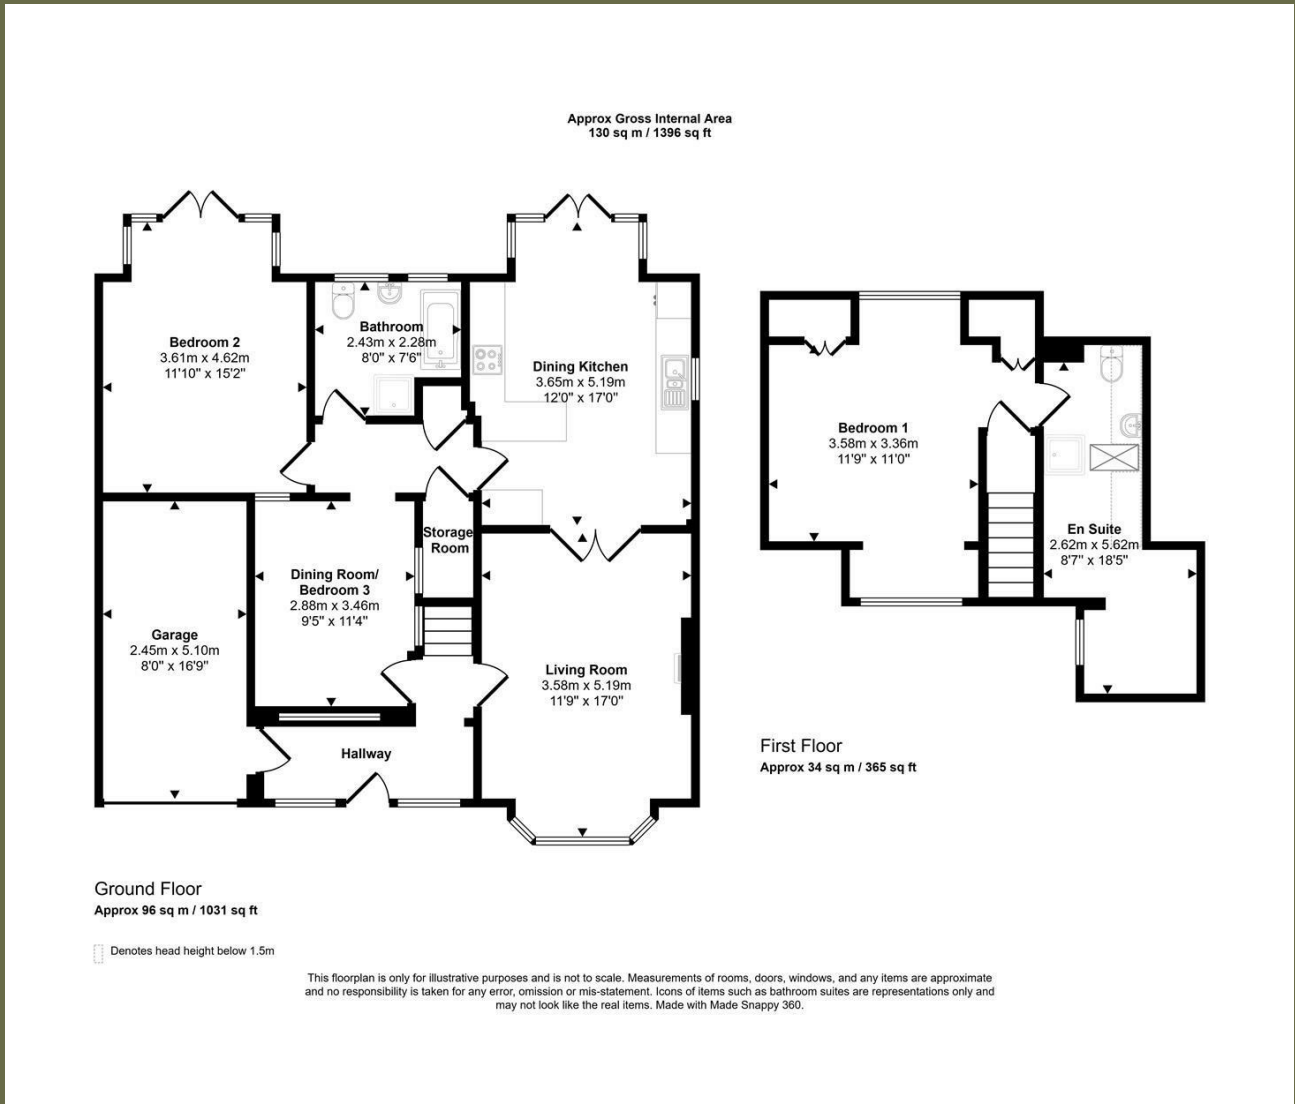 Approx Gross Internal Area
130 sq m / 1396 sq ft
Bedroom 2
3.61m x 4.62m
11'10" x 15'2"
Bathroom
2.43m x 2.28m
8'0" x 7'6"
Dining Kitchen
3.65m x 5.19m
12'0" x 17'0"
Storage
Room
Dining Room/
Bedroom 3
2.88m x 3.46m
9'5" x 11'4"
Garage
2.45m x 5.10m
8'0" x 16'9"
Living Room
3.58m x 5.19m
11'9" x 17'0"
Hallway
Bedroom 1
3.58m x 3.36m
11'9" x 11'0"
En Suite
2.62m x 5.62m
8'7" x 18'5"
First Floor
Approx 34 sq m / 365 sq ft
Ground Floor
Approx 96 sq m / 1031 sq ft
Denotes head height below 1.5m
This floorplan is only for illustrative purposes and is not to scale. Measurements of rooms, doors, windows, and any items are approximate
and no responsibility is taken for any error, omission or mis-statement. Icons of items such as bathroom suites are representations only and
may not look like the real items. Made with Made Snappy 360.